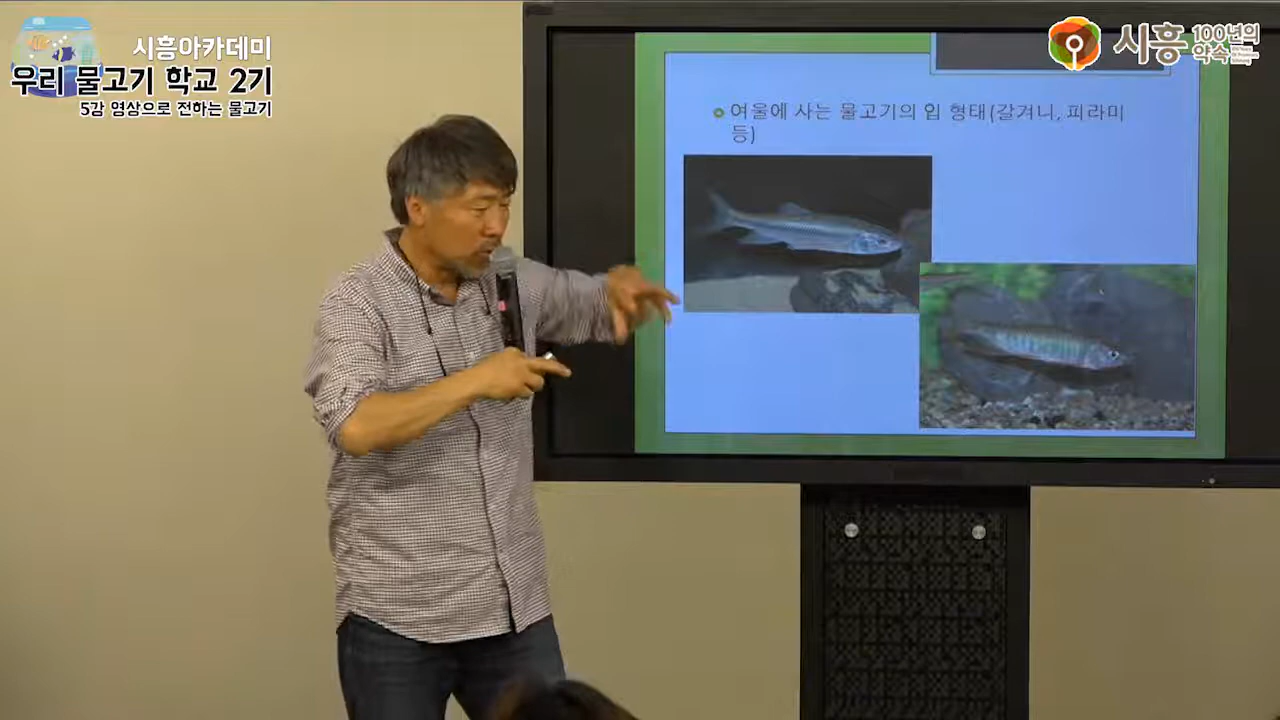 시흥아카데미
우리 물고기 학교 2기
5강 영상으로 전하는 물고기
시흥 100년의
약속
여울에 사는 물고기의 입 형태(갈겨니, 피라미
등)